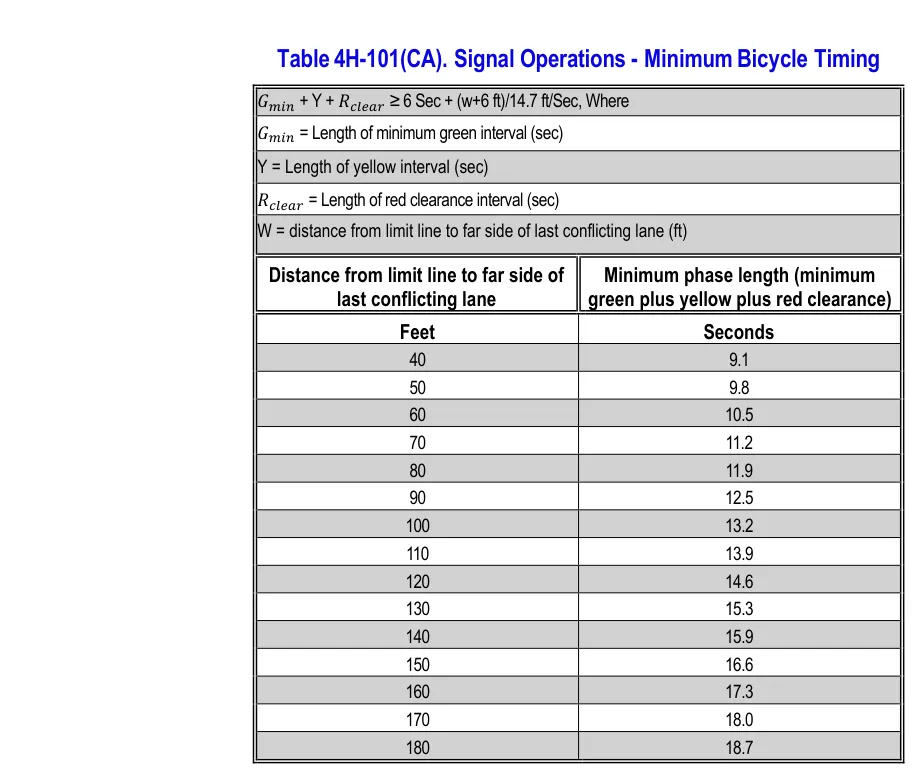 Table 4H-101(CA). Signal Operations - Minimum Bicycle Timing
𝐺𝑚𝑖𝑛 + Y + 𝑅𝑐𝑙𝑒𝑎𝑟 ≥ 6 Sec + (w+6 ft)/14.7 ft/Sec, Where
𝐺𝑚𝑖𝑛 = Length of minimum green interval (sec)
Y = Length of yellow interval (sec)
𝑅𝑐𝑙𝑒𝑎𝑟 = Length of red clearance interval (sec)
W = distance from limit line to far side of last conflicting lane (ft)
Distance from limit line to far side of
last conflicting lane
Minimum phase length (minimum
green plus yellow plus red clearance)
Feet Seconds
40 9.1
50 9.8
60 10.5
70 11.2
80 11.9
90 12.5
100 13.2
110 13.9
120 14.6
130 15.3
140 15.9
150 16.6
160 17.3
170 18.0
180 18.7